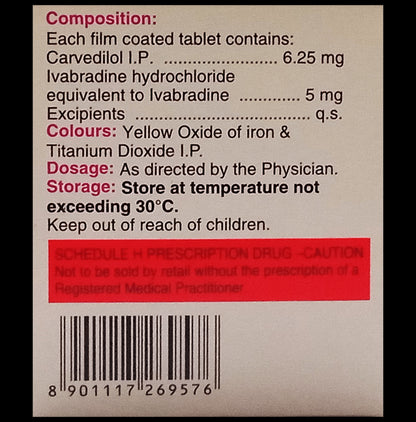 Composition:
Each film coated tablet contains:
Carvedilol I.P. ........................ 6.25 mg
Ivabradine hydrochloride
equivalent to Ivabradine ............. 5 mg
Excipients ..................................... q.s.
Colours: Yellow Oxide of iron &
Titanium Dioxide I.P.
Dosage: As directed by the Physician.
Storage: Store at temperature not
exceeding 30°C.
Keep out of reach of children.
SCHEDULE H PRESCRIPTION DRUG -CAUTION
Not to be sold by retail without the prescription of a
Registered Medical Practitioner
8 901117 269576